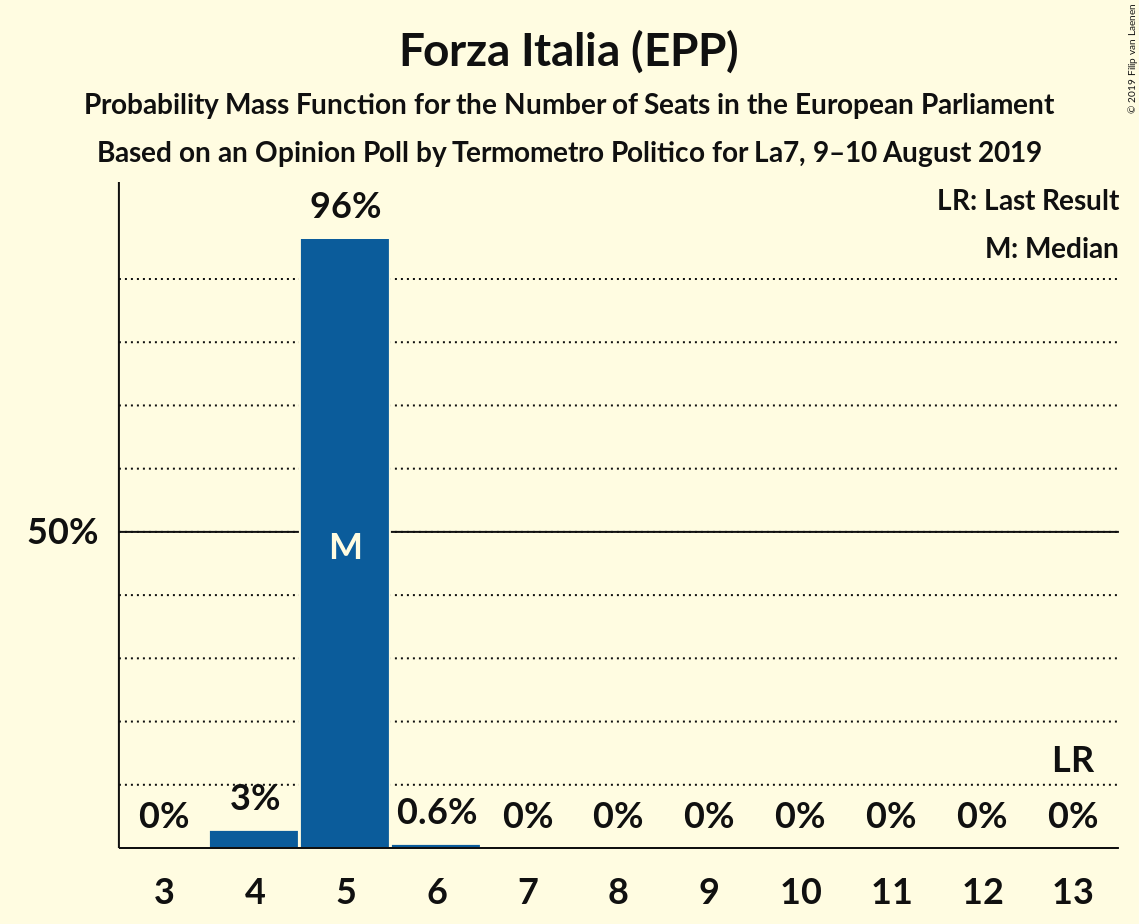 Forza Italia (EPP)
Probability Mass Function for the Number of Seats in the European Parliament
Based on an Opinion Poll by Termometro Politico for La7, 9–10 August 2019
© 2019 Filip van Laenen
LR: Last Result
M: Median
96%
50%
M
LR
0%
3%
0.6%
0%
0%
0%
0%
0%
0%
0%
3
4
5
6
7
8
9
10
11
12
13